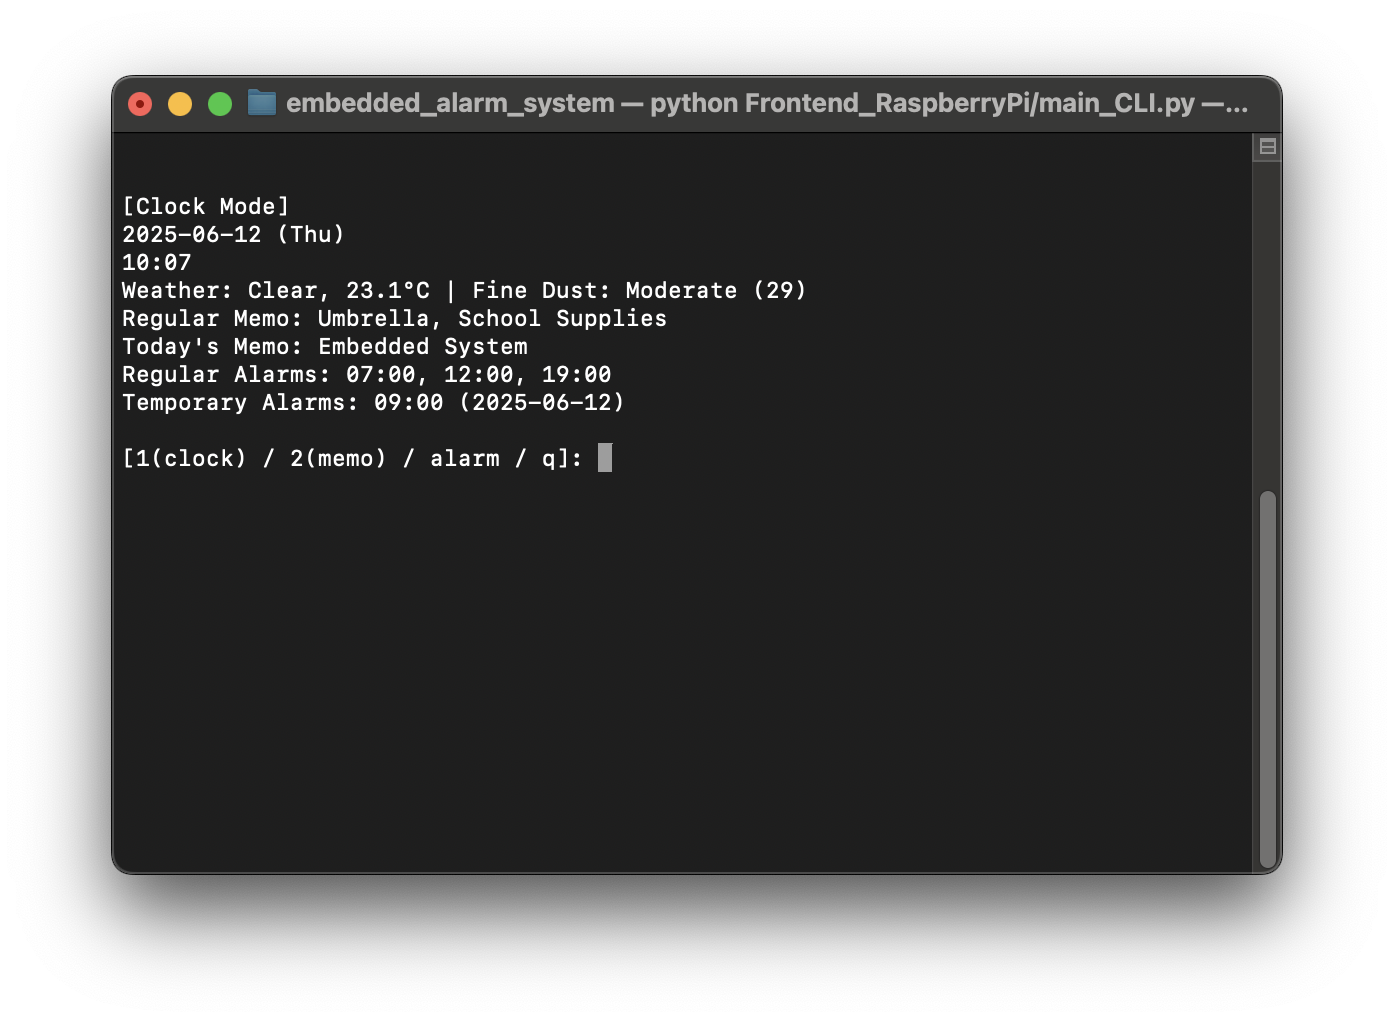 embedded_alarm_system — python Frontend_RaspberryPi/main_CLI.py —...
[Clock Mode]
2025-06-12 (Thu)
10:07
Weather: Clear, 23.1°C | Fine Dust: Moderate (29)
Regular Memo: Umbrella, School Supplies
Today's Memo: Embedded System
Regular Alarms: 07:00, 12:00, 19:00
Temporary Alarms: 09:00 (2025-06-12)
[1(clock) / 2(memo) / alarm / q]: